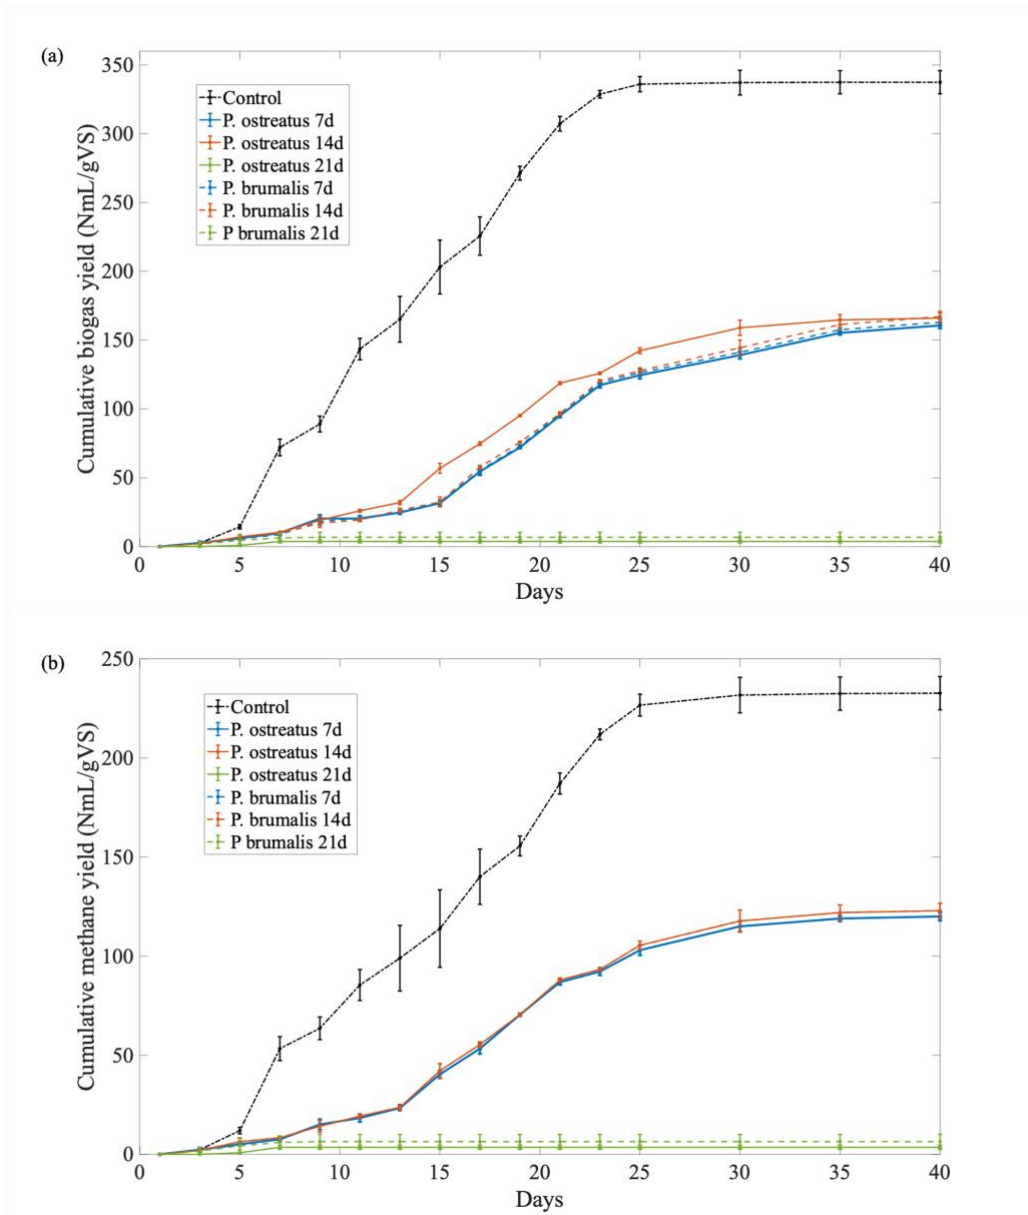 (a)
Cumulative biogas yield (NmL/gVS)
350
300
250
200
150
100
50
0
Control
P. ostreatus 7d
P. ostreatus 14d
P. ostreatus 21d
P. brumalis 7d
P. brumalis 14d
P brumalis 21d
0 5 10 15 20 25 30 35 40
Days
(b)
Cumulative methane yield (NmL/gVS)
250
200
150
100
50
0
Control
P. ostreatus 7d
P. ostreatus 14d
P. ostreatus 21d
P. brumalis 7d
P. brumalis 14d
P brumalis 21d
0 5 10 15 20 25 30 35 40
Days